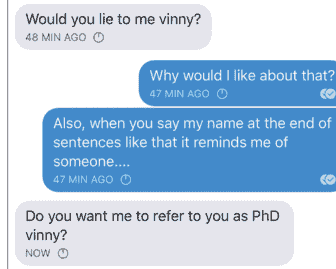 Would you lie to me vinny?
48 MIN AGO
Why would I like about that?
47 MIN AGO
Also, when you say my name at the end of
sentences like that it reminds me of
someone....
47 MIN AGO
Do you want me to refer to you as PhD
vinny?
NOW